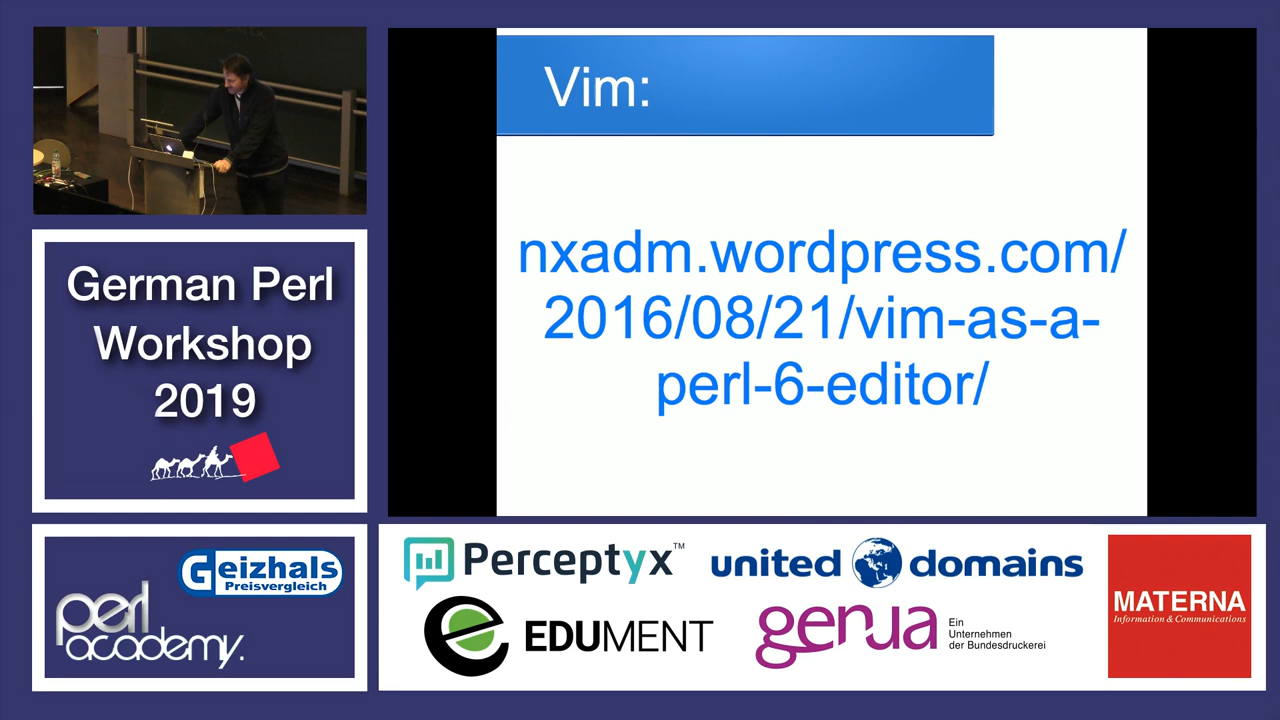 Vim:
nxadm.wordpress.com/
2016/08/21/vim-as-a-
perl-6-editor/
German Perl
Workshop
2019
Geizhals
Preisvergleich
perl
academy.
Perceptyx™
united domains
EDUMENT
genua
Ein
Unternehmen
der Bundesdruckerei
MATERNA
Information & Communications